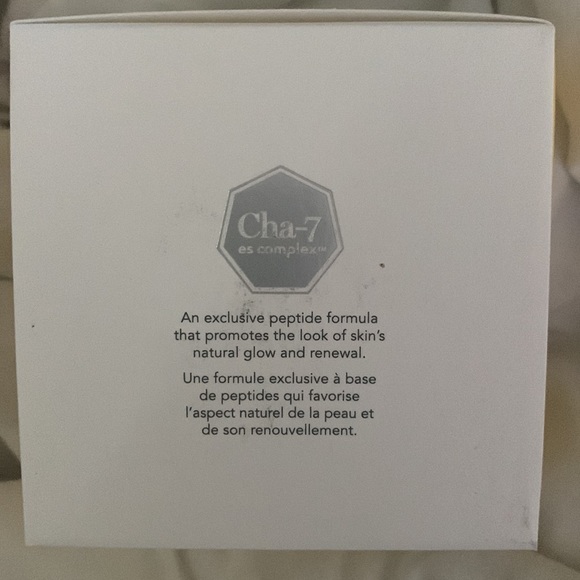 Cha-7
es complex™
An exclusive peptide formula
that promotes the look of skin's
natural glow and renewal.
Une formule exclusive à base
de peptides qui favorise
l'aspect naturel de la peau et
de son renouvellement.